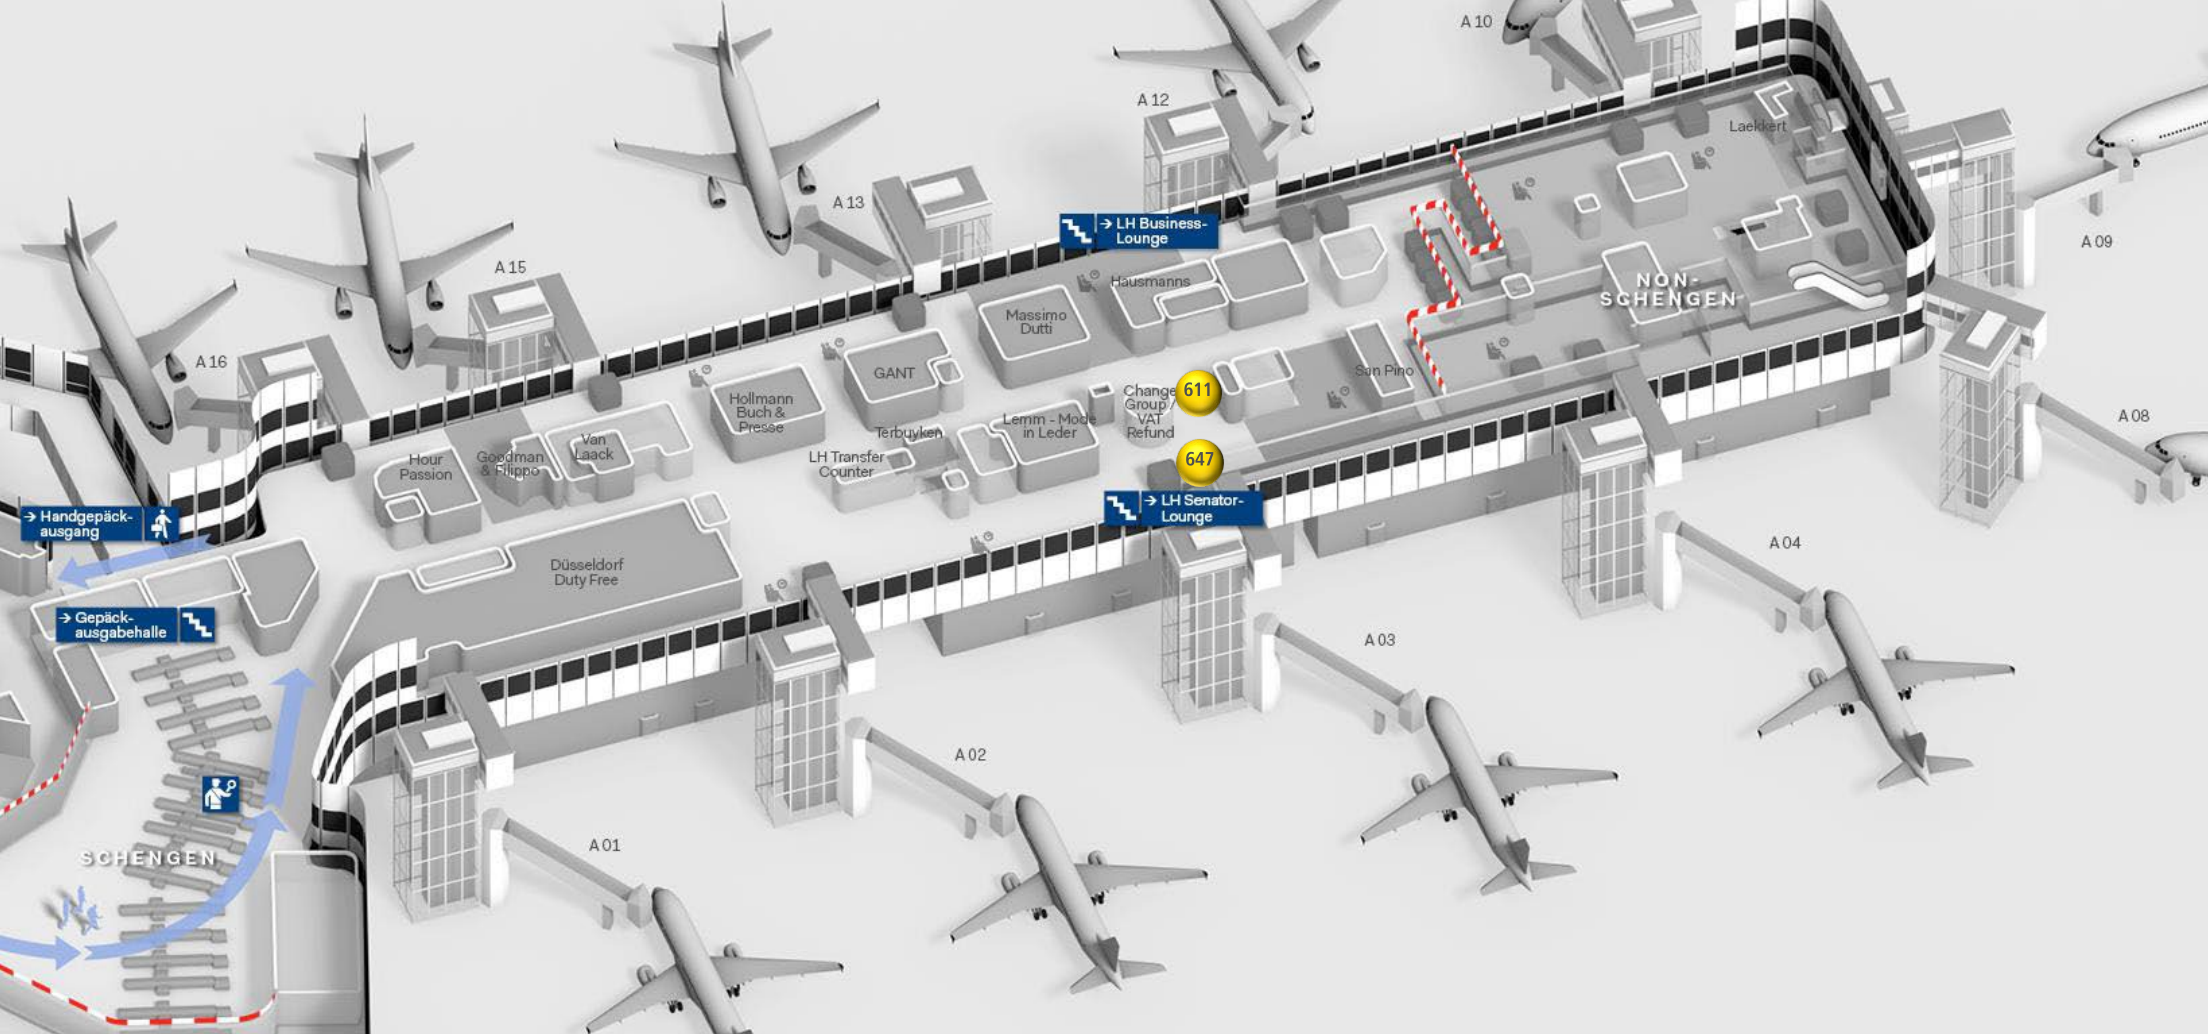 A 10
A 12
Laekkert
A 13
→ LH Business-
Lounge
A 09
A 15
Hausmanns
NON-
SCHENGEN
Massimo
Dutti
A 16
GANT
San Pino
Change
Group /
VAT
Refund
611
Hollmann
Buch &
Presse
A 08
Lemm - Mode
in Leder
Terbuyken
Van
Laack
Goodman
& Filippo
Hour
Passion
LH Transfer
Counter
647
→ LH Senator-
Lounge
→ Handgepäck-
ausgang
A 04
Düsseldorf
Duty Free
→ Gepäck-
ausgabehalle
A 03
A 02
A 01
SCHENGEN